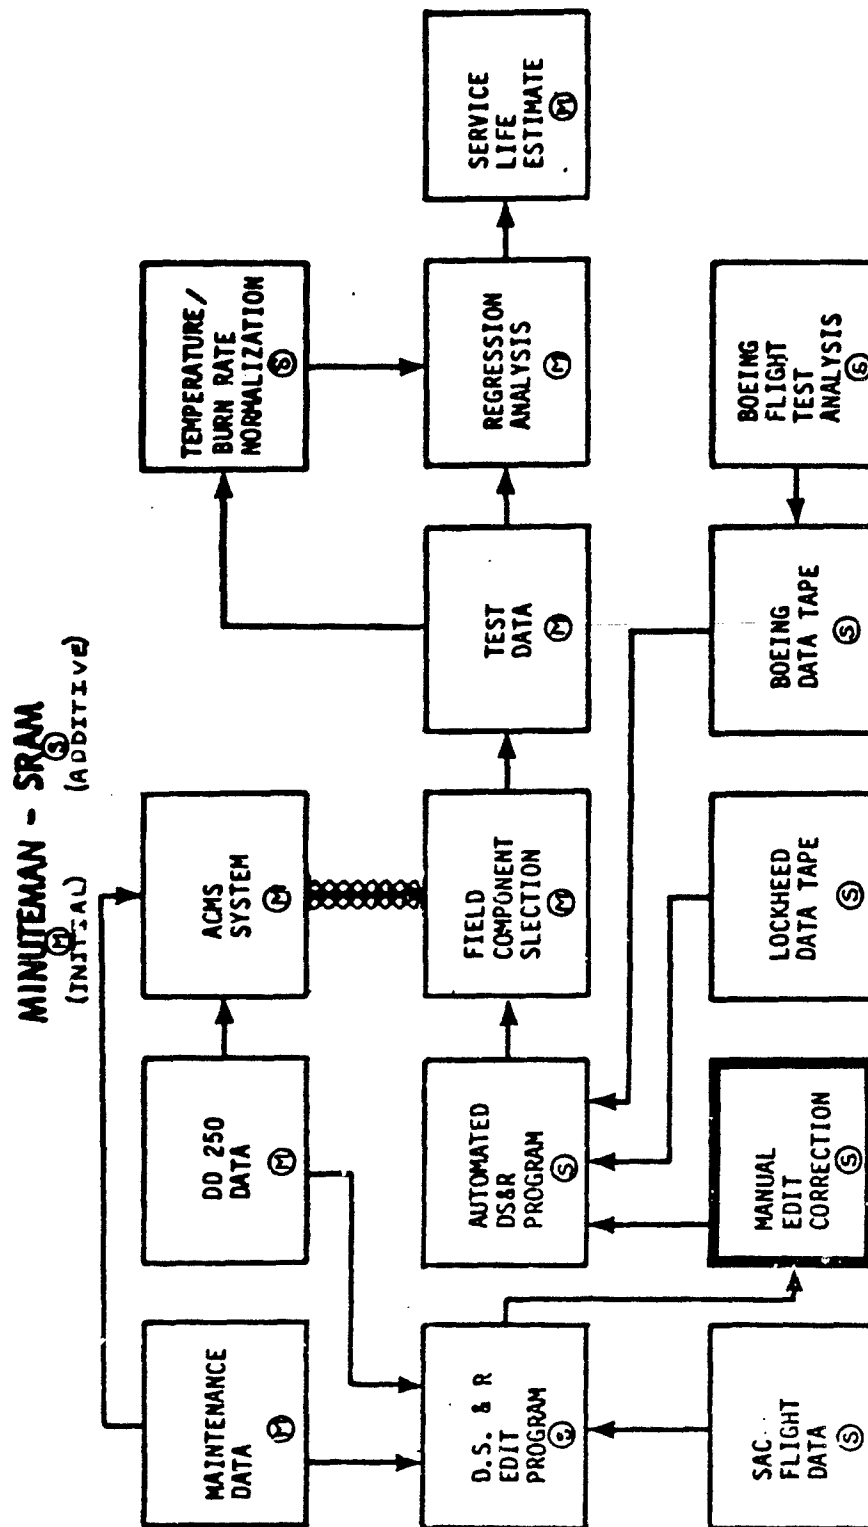 MINUTEMAN - SRAM
Ⓜ Ⓢ
(INITIAL) (ADDITIVE)
MAINTENANCE
DATA
Ⓜ
DD 250
DATA
Ⓜ
ACMS
SYSTEM
Ⓜ
TEMPERATURE/
BURN RATE
NORMALIZATION
Ⓢ
D.S. & R
EDIT
PROGRAM
AUTOMATED
DS&R
PROGRAM
Ⓢ
FIELD
COMPONENT
SLECTION
Ⓜ
TEST
DATA
Ⓜ
REGRESSION
ANALYSIS
Ⓜ
SERVICE
LIFE
ESTIMATE
Ⓜ
SAC
FLIGHT
DATA
Ⓢ
MANUAL
EDIT
CORRECTION
Ⓢ
LOCKHEED
DATA TAPE
Ⓢ
BOEING
DATA TAPE
Ⓢ
BOEING
FLIGHT
TEST
ANALYSIS
Ⓢ